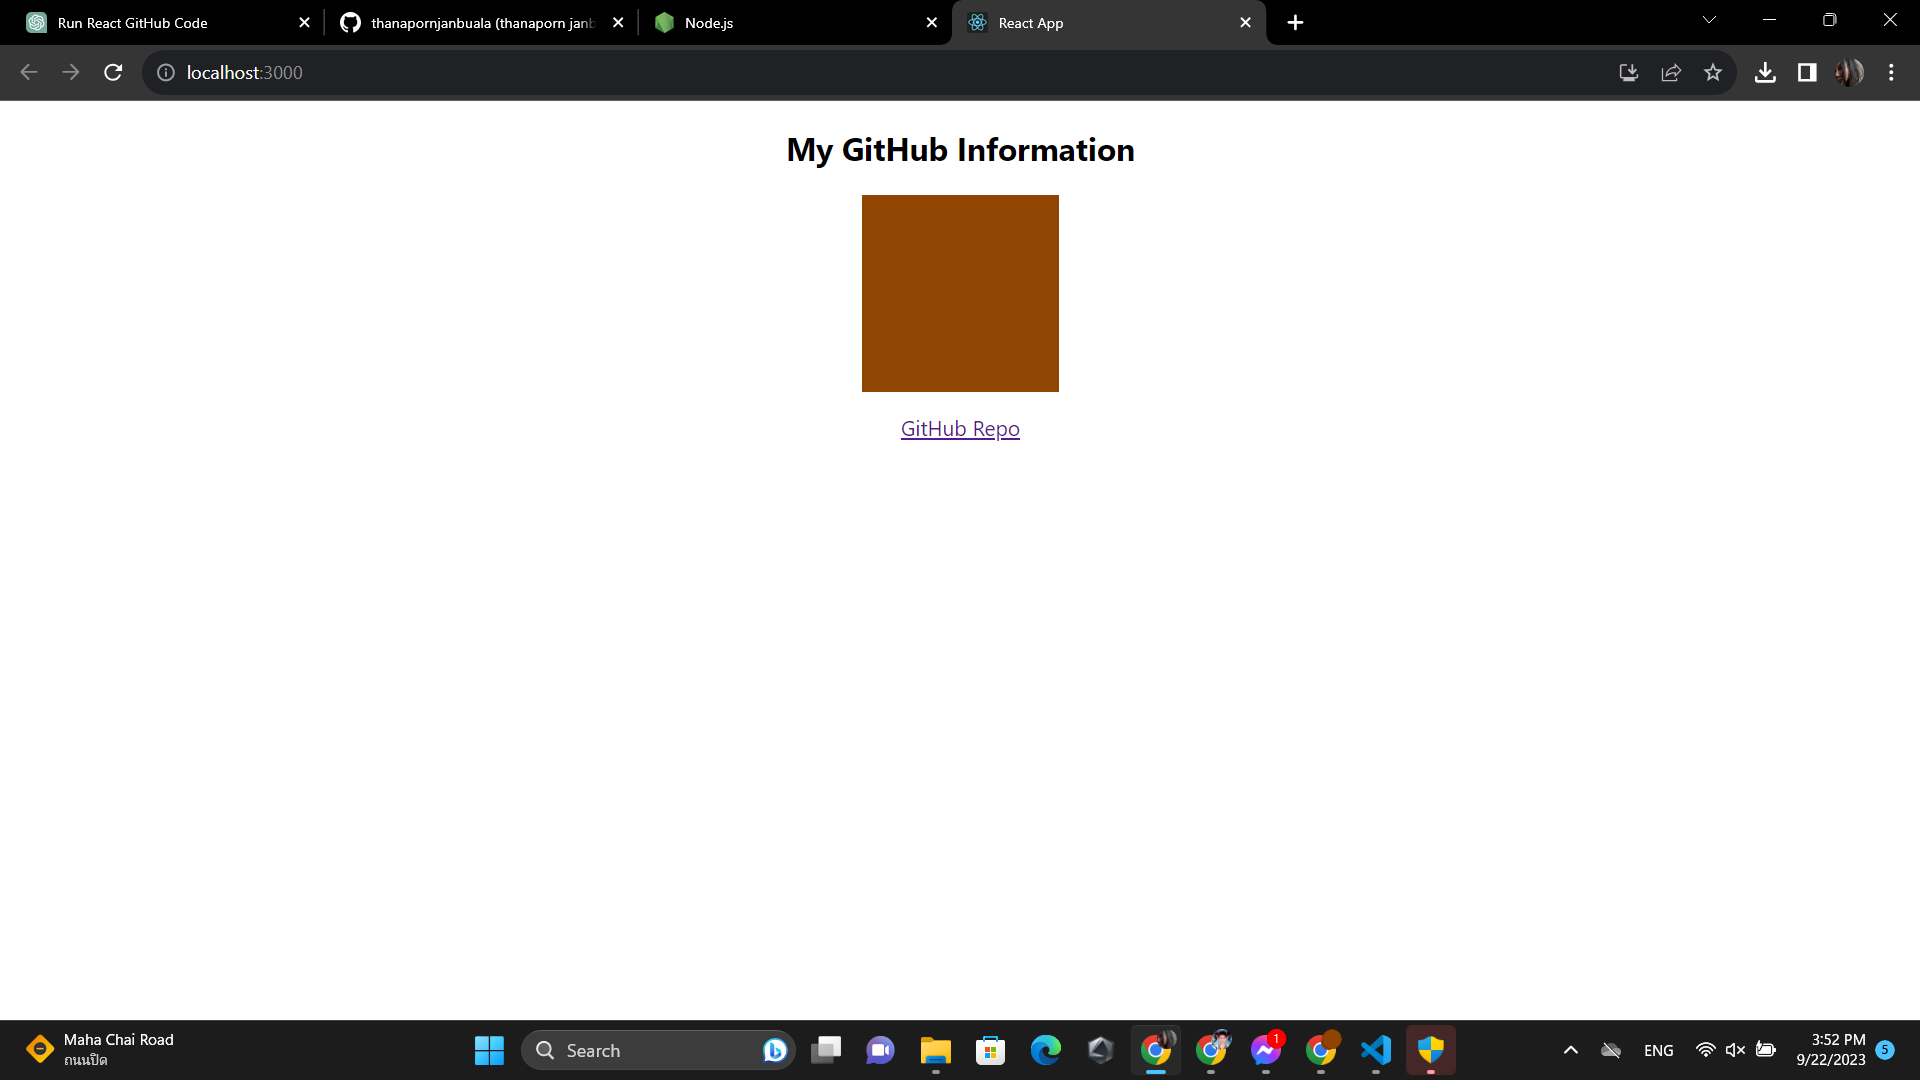 Run React GitHub Code
thanapornjanbuala (thanaporn janb
Node.js
React App
localhost:3000
My GitHub Information
GitHub Repo
Maha Chai Road
ถนนปิด
Search
1
ENG
3:52 PM
9/22/2023
5